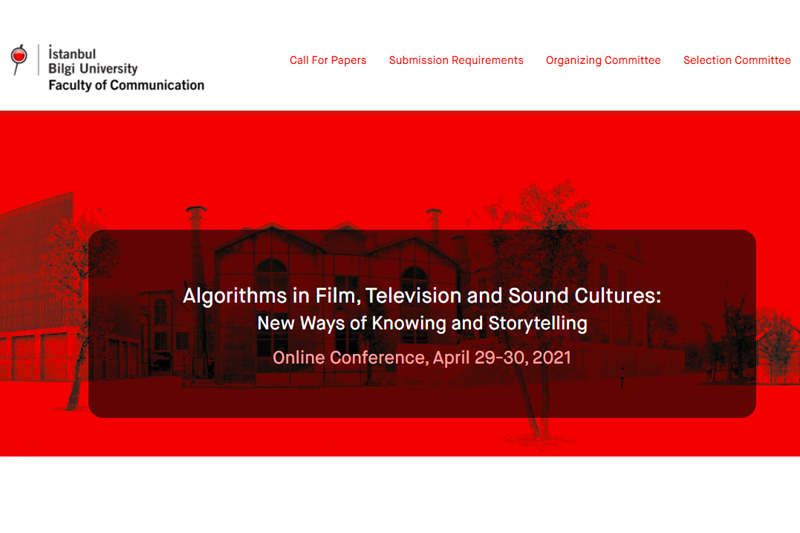 İstanbul
Bilgi University
Faculty of Communication
Call For Papers
Submission Requirements
Organizing Committee
Selection Committee
Algorithms in Film, Television and Sound Cultures:
New Ways of Knowing and Storytelling
Online Conference, April 29-30, 2021